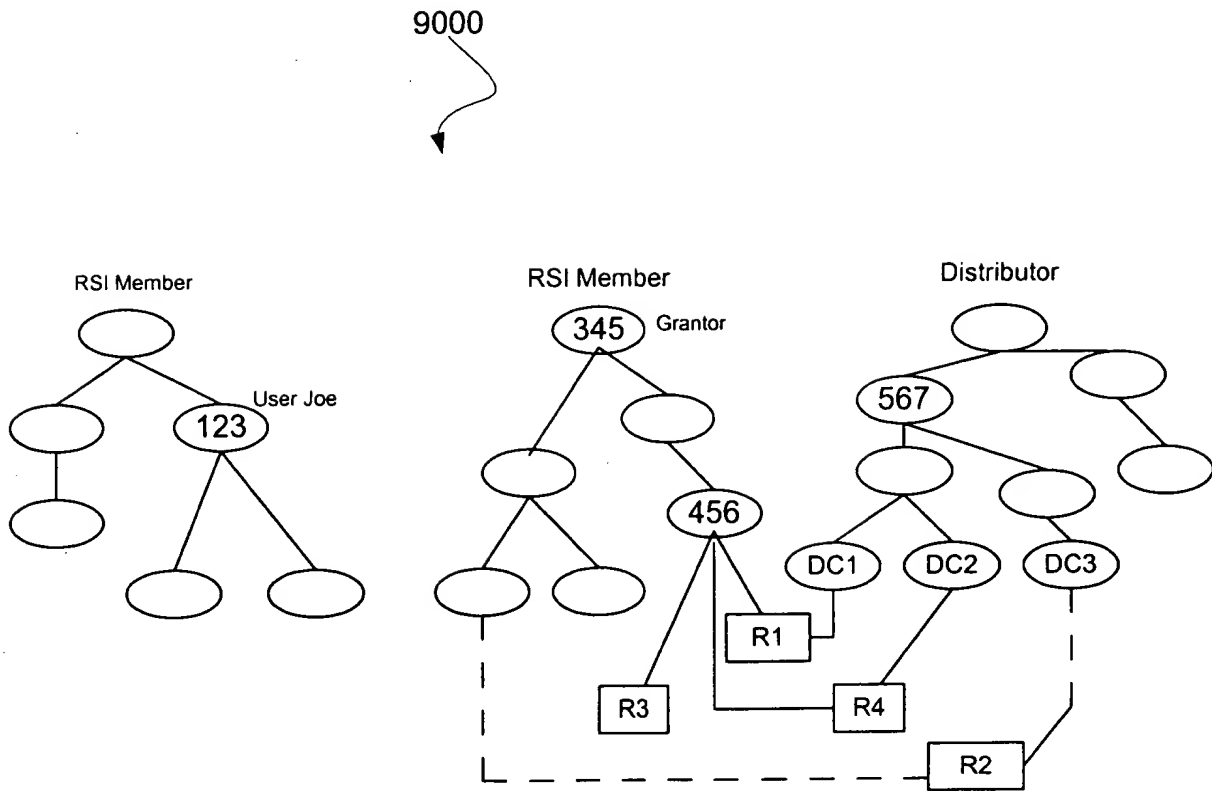 9000
RSI Member
RSI Member
Distributor
345
Grantor
User Joe
123
567
456
DC1
DC2
DC3
R1
R3
R4
R2